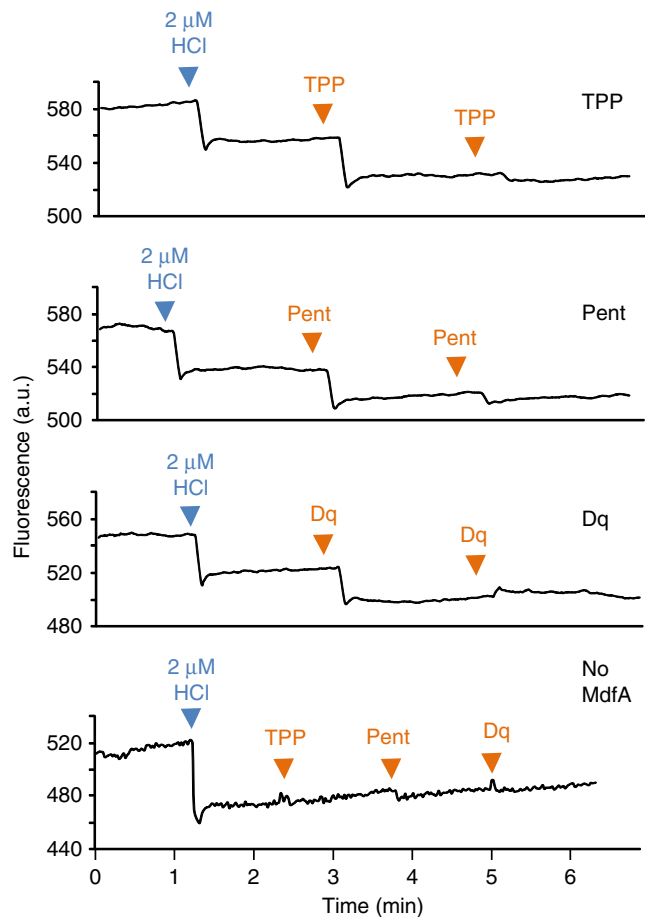 2 μM
HCl
TPP
TPP
TPP
580
540
500
2 μM
HCl
Pent
Pent
Pent
580
540
500
Fluorescence (a.u.)
2 μM
HCl
Dq
Dq
Dq
560
520
480
2 μM
HCl
TPP
Pent
Dq
No
MdfA
520
480
440
0 1 2 3 4 5 6
Time (min)